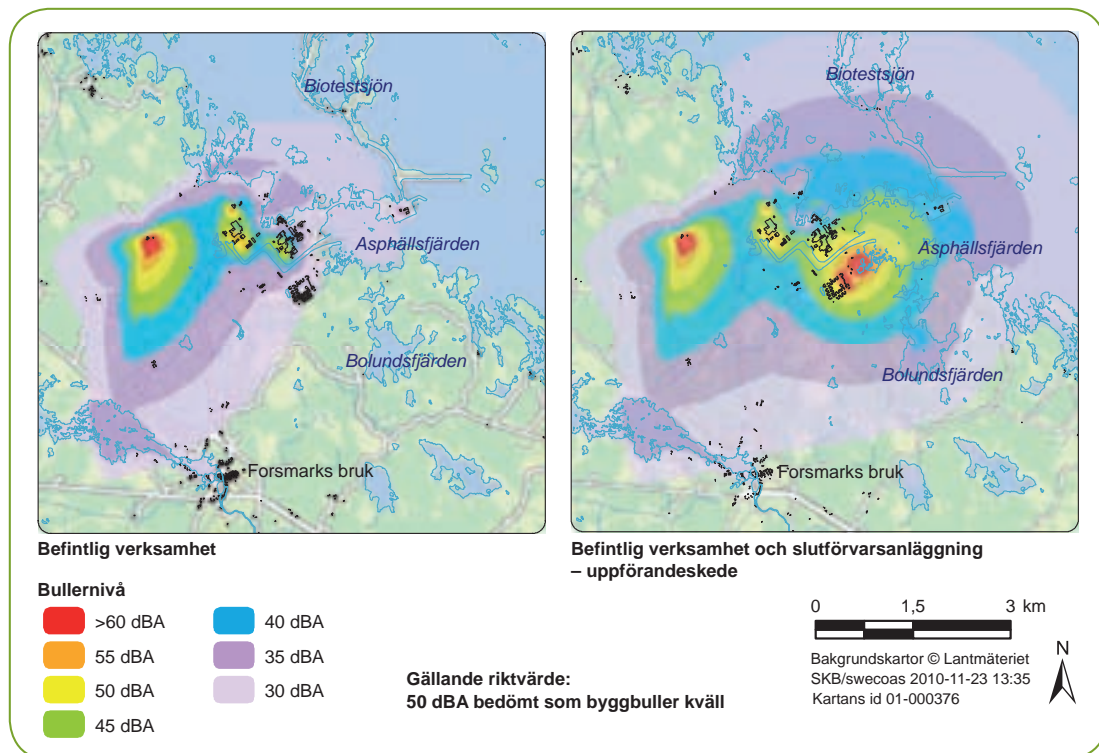 Biotestsjön
Asphällsfjärden
Bolundsfjärden
Forsmarks bruk
Befintlig verksamhet
Biotestsjön
Asphällsfjärden
Bolundsfjärden
Forsmarks bruk
Befintlig verksamhet och slutförvarsanläggning
– uppförandeskede
Bullernivå
>60 dBA
55 dBA
50 dBA
45 dBA
40 dBA
35 dBA
30 dBA
Gällande riktvärde:
50 dBA bedömt som byggbuller kväll
0 1,5 3 km
Bakgrundskartor © Lantmäteriet
SKB/swecoas 2010-11-23 13:35
Kartans id 01-000376
N